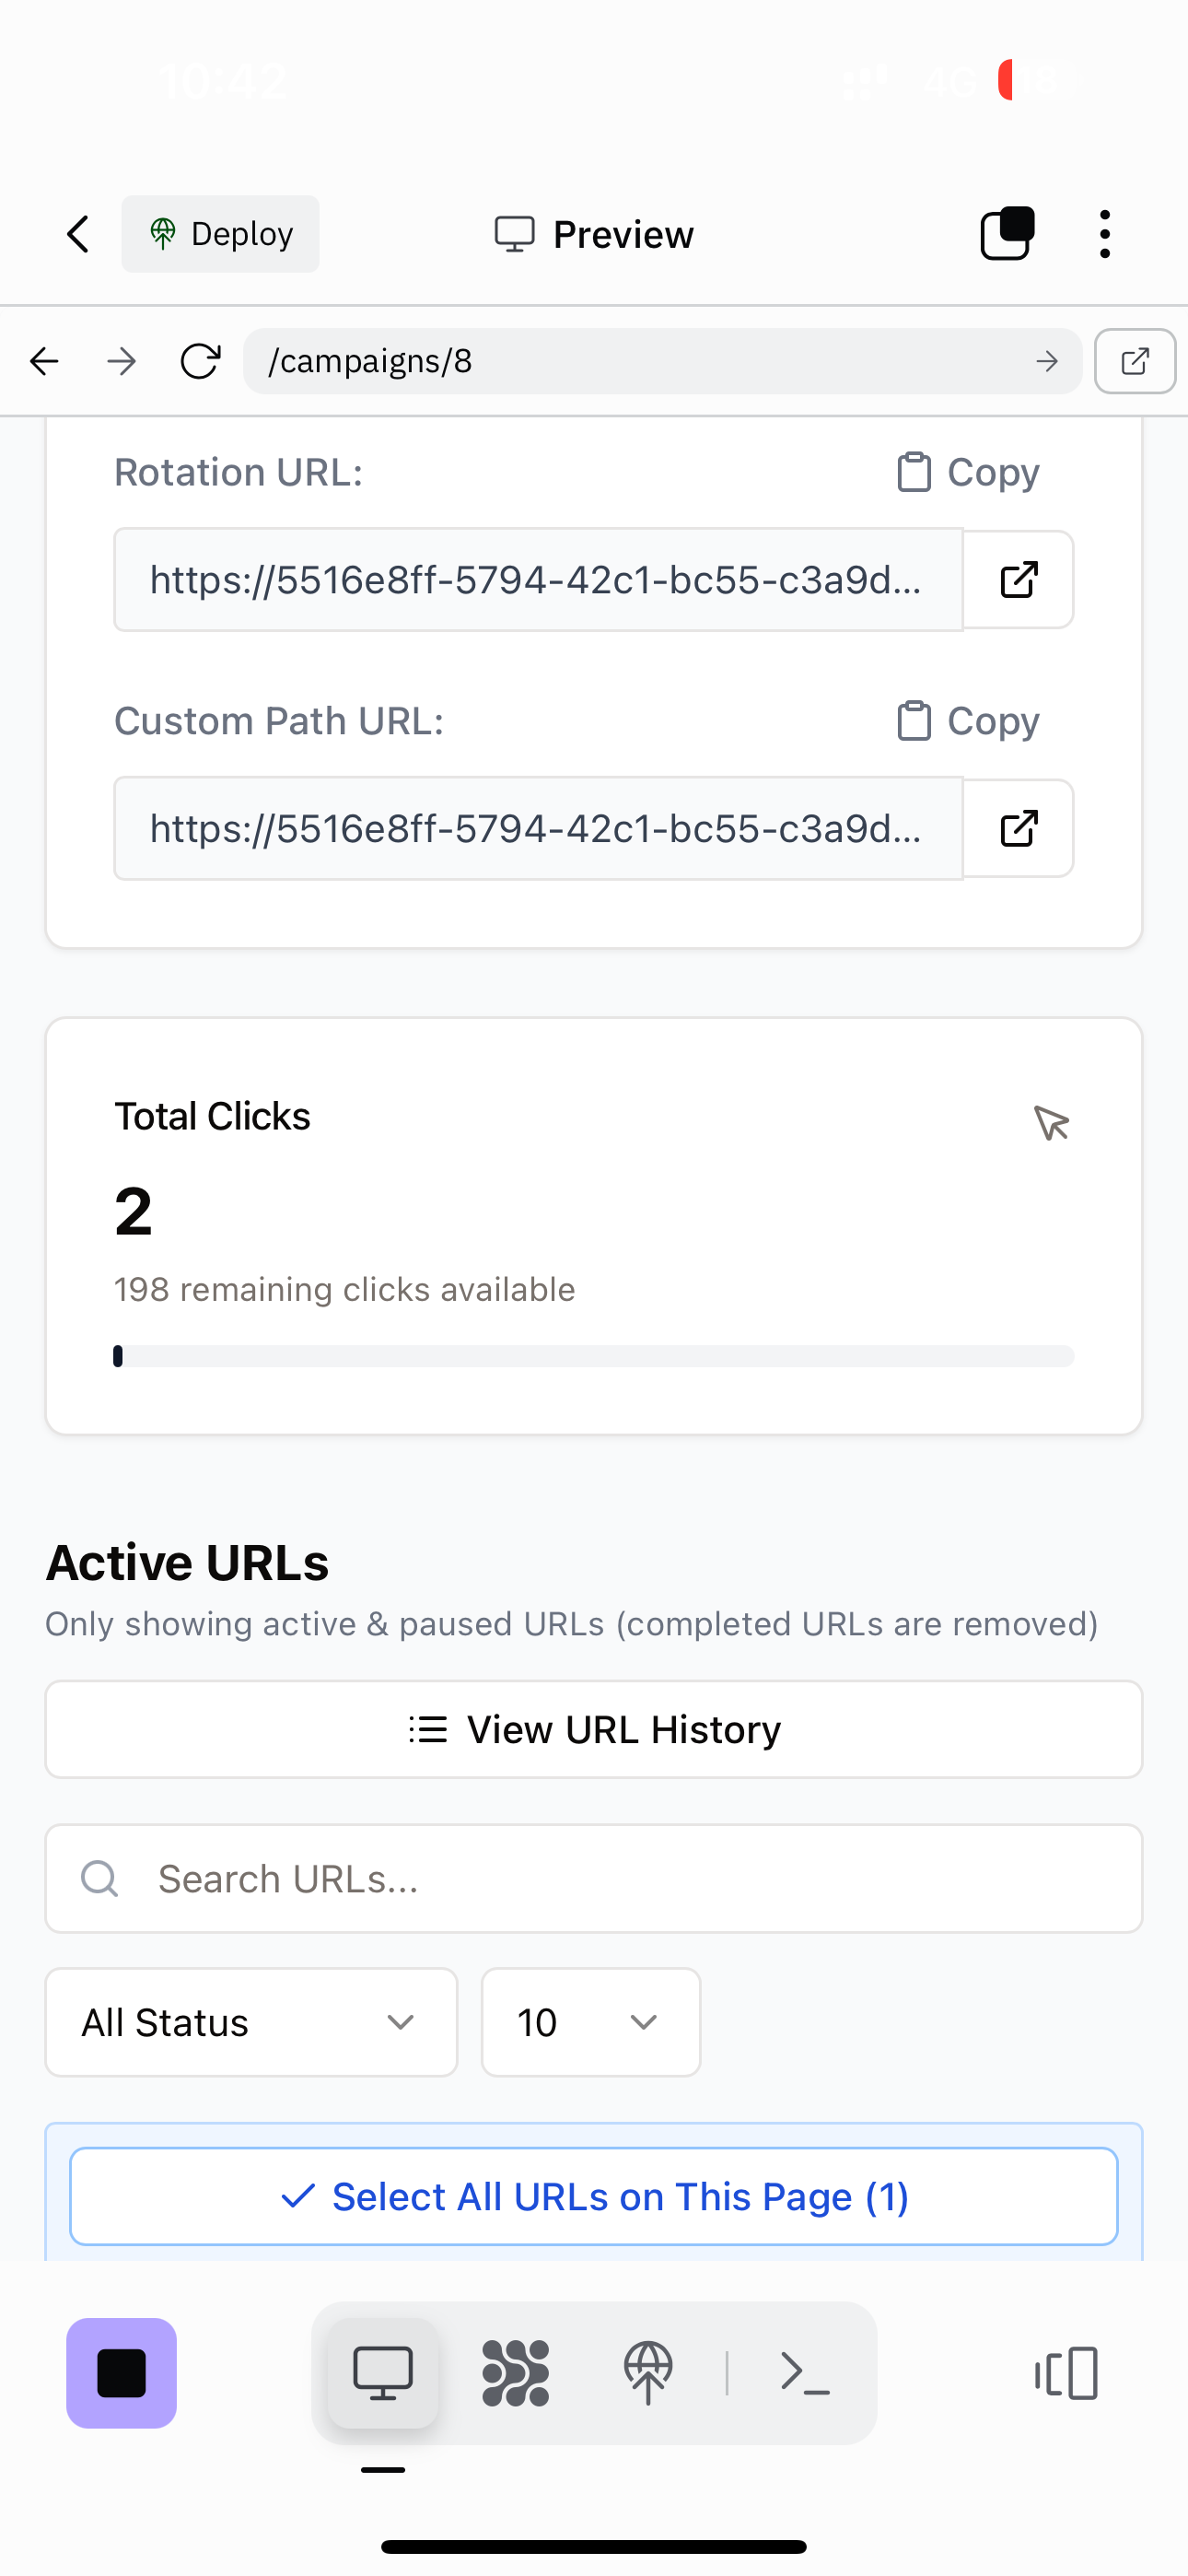 10:42
4G
18
Deploy
Preview
/campaigns/8
Rotation URL:
Copy
https://5516e8ff-5794-42c1-bc55-c3a9d...
Custom Path URL:
Copy
https://5516e8ff-5794-42c1-bc55-c3a9d...
Total Clicks
2
198 remaining clicks available
Active URLs
Only showing active & paused URLs (completed URLs are removed)
View URL History
Search URLs...
All Status
10
Select All URLs on This Page (1)